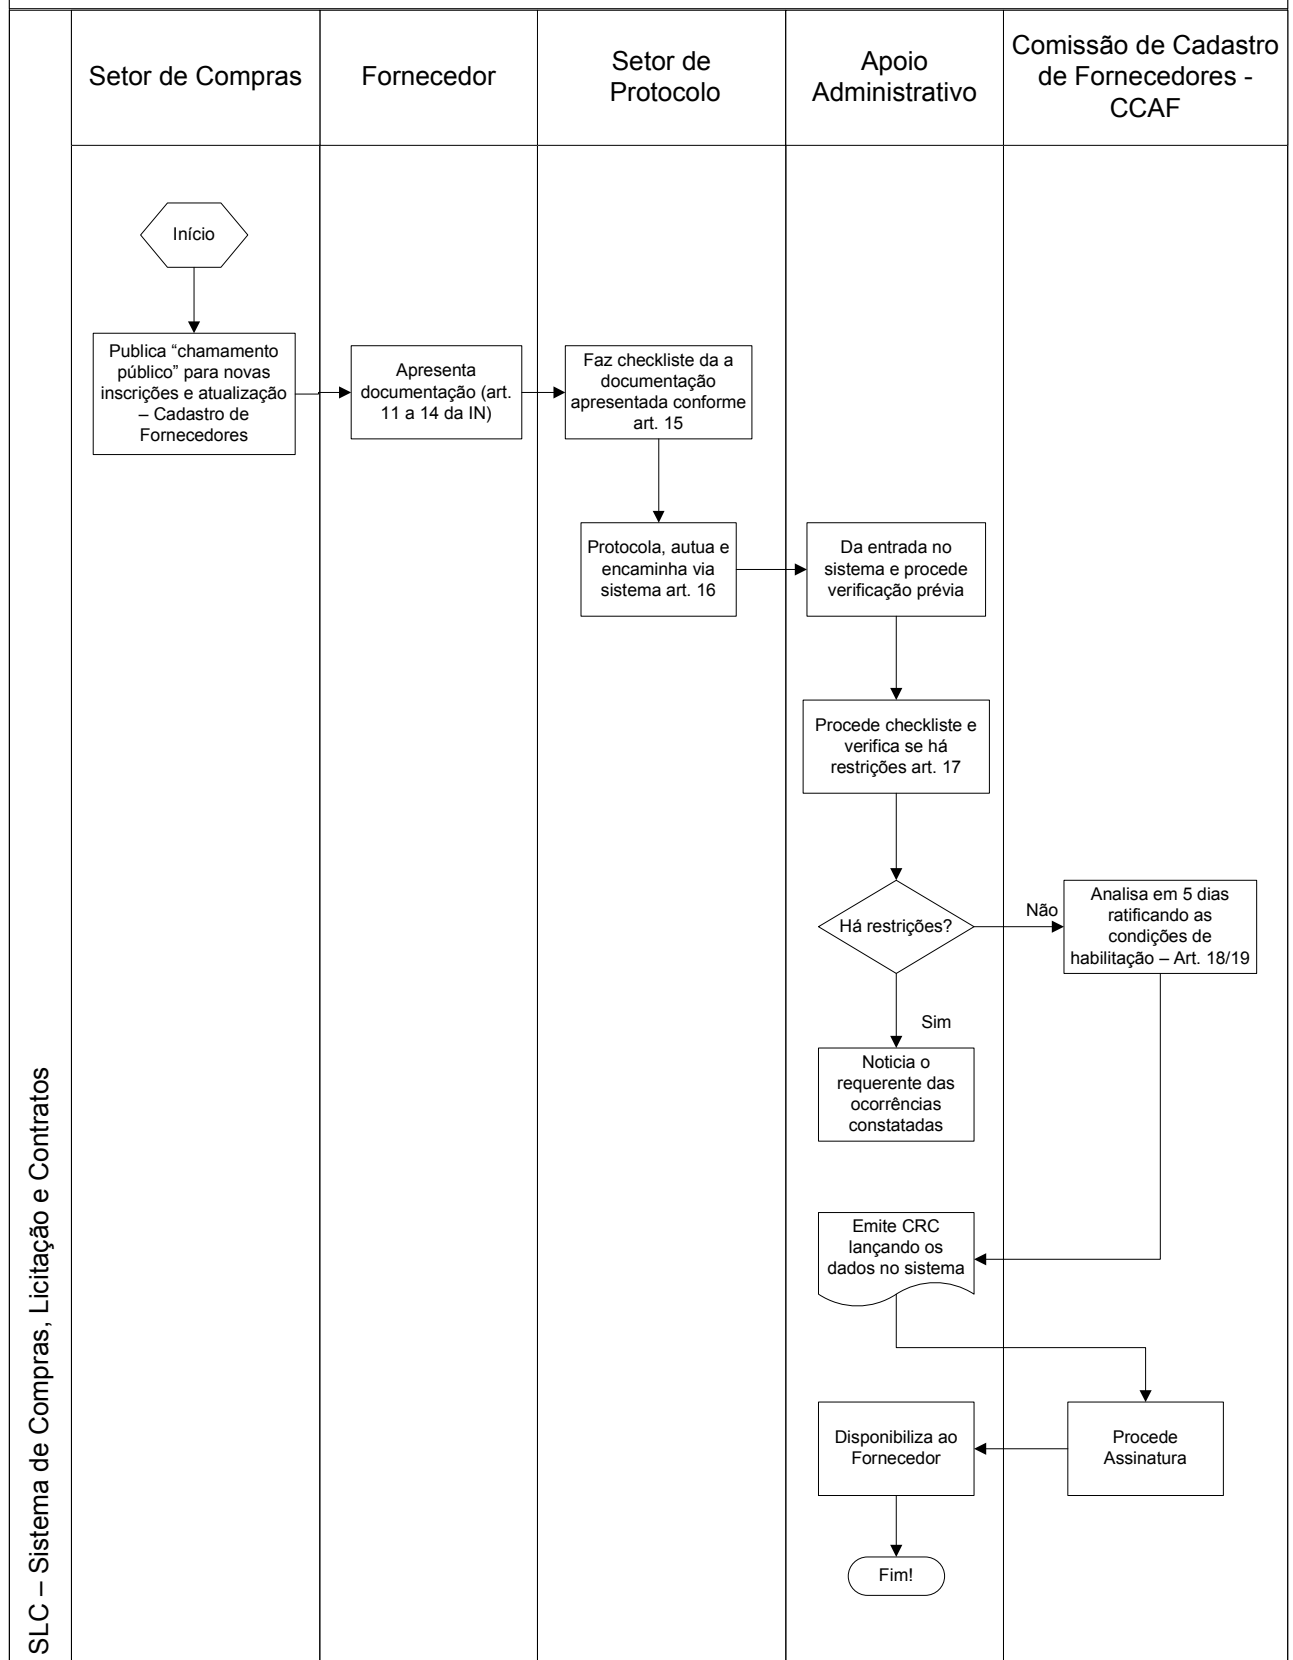 Setor de Compras
Fornecedor
Setor de
Protocolo
Apoio
Administrativo
Comissão de Cadastro
de Fornecedores -
CCAF
Início
Publica “chamamento
público” para novas
inscrições e atualização
– Cadastro de
Fornecedores
Apresenta
documentação (art.
11 a 14 da IN)
Faz checkliste da a
documentação
apresentada conforme
art. 15
Protocola, autua e
encaminha via
sistema art. 16
Da entrada no
sistema e procede
verificação prévia
Procede checkliste e
verifica se há
restrições art. 17
Há restrições?
Não
Analisa em 5 dias
ratificando as
condições de
habilitação – Art. 18/19
Sim
Noticia o
requerente das
ocorrências
constatadas
Emite CRC
lançando os
dados no sistema
Procede
Assinatura
Disponibiliza ao
Fornecedor
Fim!
SLC – Sistema de Compras, Licitação e Contratos